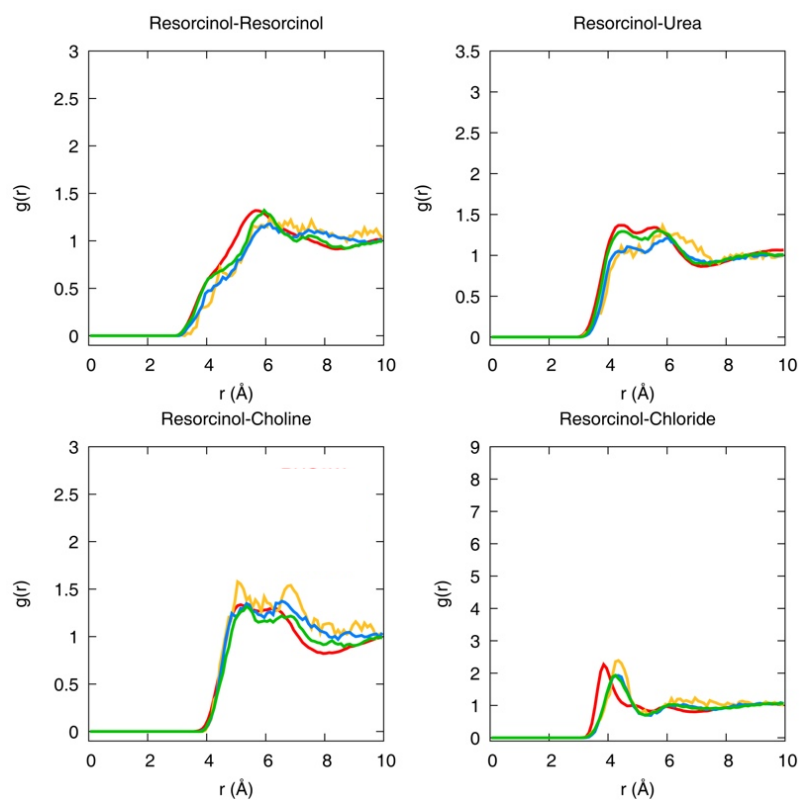 Resorcinol-Resorcinol
g(r)
3
2.5
2
1.5
1
0.5
0
0 2 4 6 8 10
r (Å)
Resorcinol-Urea
g(r)
3.5
3
2.5
2
1.5
1
0.5
0
0 2 4 6 8 10
r (Å)
Resorcinol-Choline
g(r)
3
2.5
2
1.5
1
0.5
0
0 2 4 6 8 10
r (Å)
Resorcinol-Chloride
g(r)
9
8
7
6
5
4
3
2
1
0
0 2 4 6 8 10
r (Å)